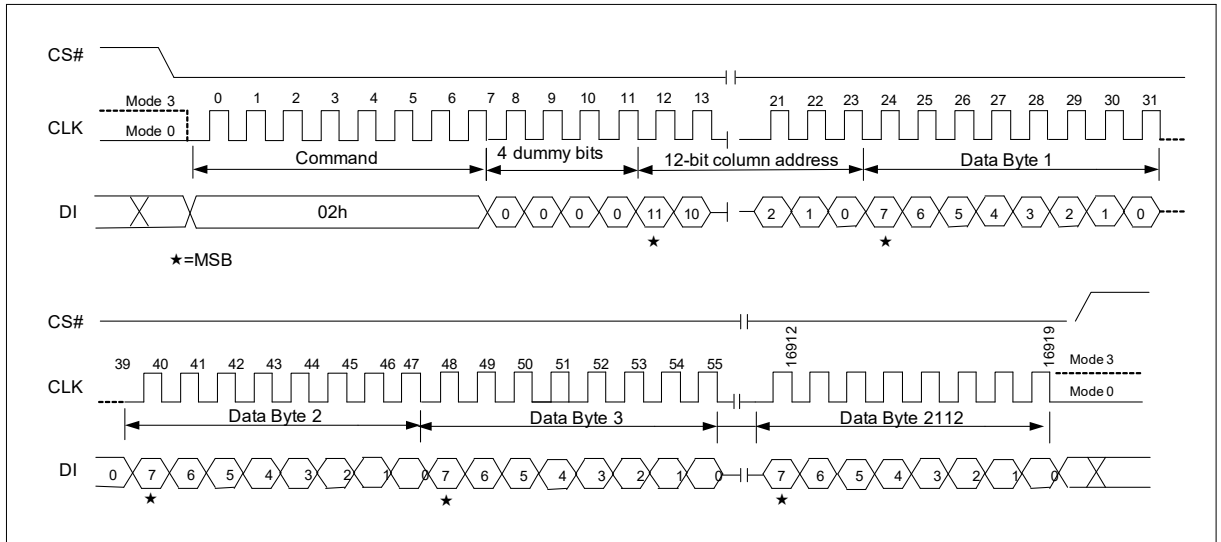 CS#
Mode 3
0 1 2 3 4 5 6 7 8 9 10 11 12 13 21 22 23 24 25 26 27 28 29 30 31
CLK
Mode 0
Command
4 dummy bits
12-bit column address
Data Byte 1
DI
02h
0 0 0 0 11 10 2 1 0 7 6 5 4 3 2 1 0
★ ★
★=MSB
CS#
39 40 41 42 43 44 45 46 47 48 49 50 51 52 53 54 55 16912 16919
Mode 3
CLK
Mode 0
Data Byte 2
Data Byte 3
Data Byte 2112
DI
0 7 6 5 4 3 2 1 0 7 6 5 4 3 2 1 0 7 6 5 4 3 2 1 0
★ ★ ★